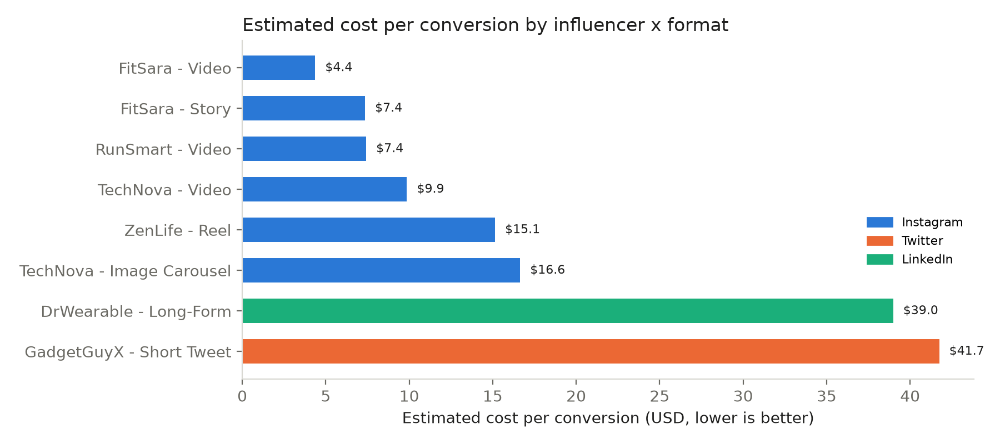 Estimated cost per conversion by influencer x format
FitSara - Video
$4.4
FitSara - Story
$7.4
RunSmart - Video
$7.4
TechNova - Video
$9.9
ZenLife - Reel
$15.1
TechNova - Image Carousel
$16.6
DrWearable - Long-Form
$39.0
GadgetGuyX - Short Tweet
$41.7
Instagram
Twitter
LinkedIn
0 5 10 15 20 25 30 35 40
Estimated cost per conversion (USD, lower is better)